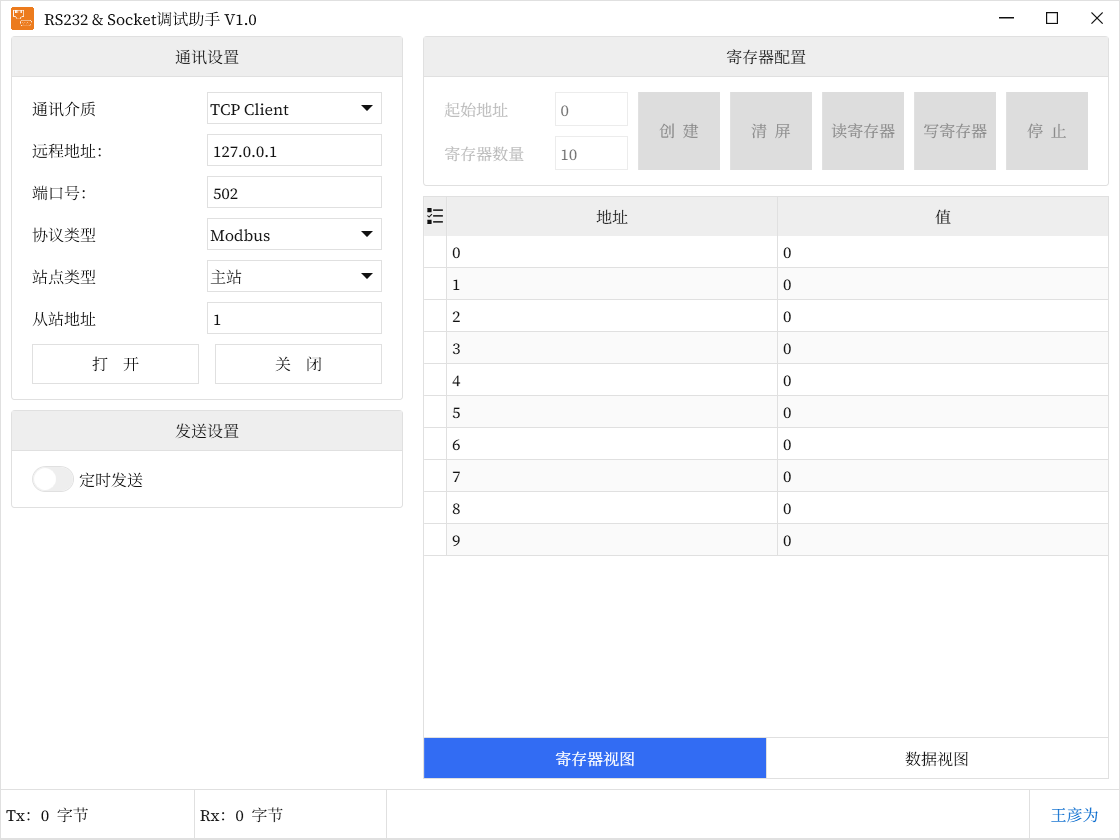 RS232 & Socket调试助手 V1.0
通讯设置
通讯介质
TCP Client
远程地址:
127.0.0.1
端口号:
502
协议类型
Modbus
站点类型
主站
从站地址
1
打 开
关 闭
发送设置
定时发送
寄存器配置
起始地址
0
寄存器数量
10
创 建
清 屏
读寄存器
写寄存器
停 止
地址 值
0 0
1 0
2 0
3 0
4 0
5 0
6 0
7 0
8 0
9 0
寄存器视图
数据视图
Tx: 0 字节
Rx: 0 字节
王彦为